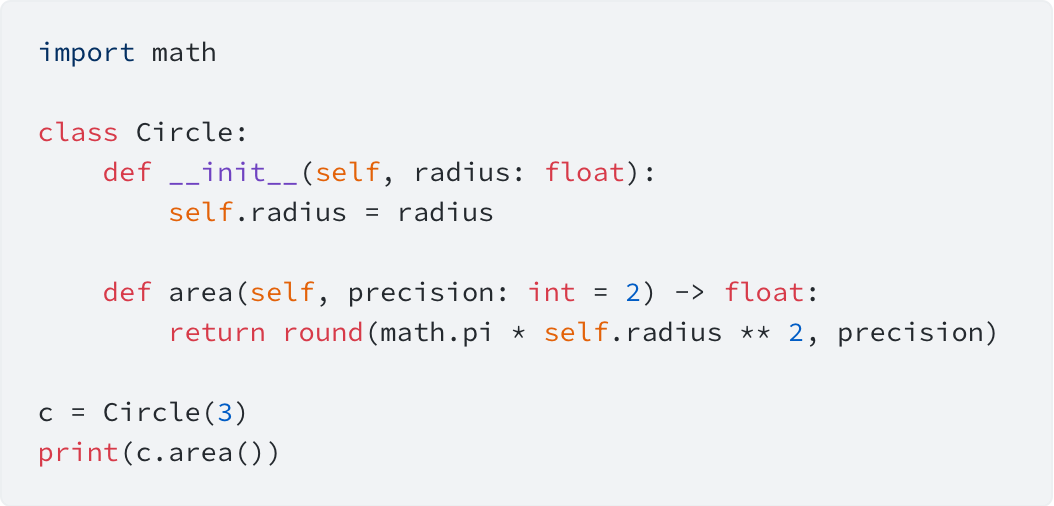 import math

class Circle:
    def __init__(self, radius: float):
        self.radius = radius

    def area(self, precision: int = 2) -> float:
        return round(math.pi * self.radius ** 2, precision)

c = Circle(3)
print(c.area())